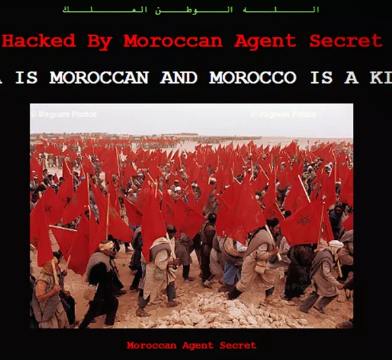 الله الوطن الملك
Hacked By Moroccan Agent Secret
IS MOROCCAN AND MOROCCO IS A
Moroccan Agent Secret